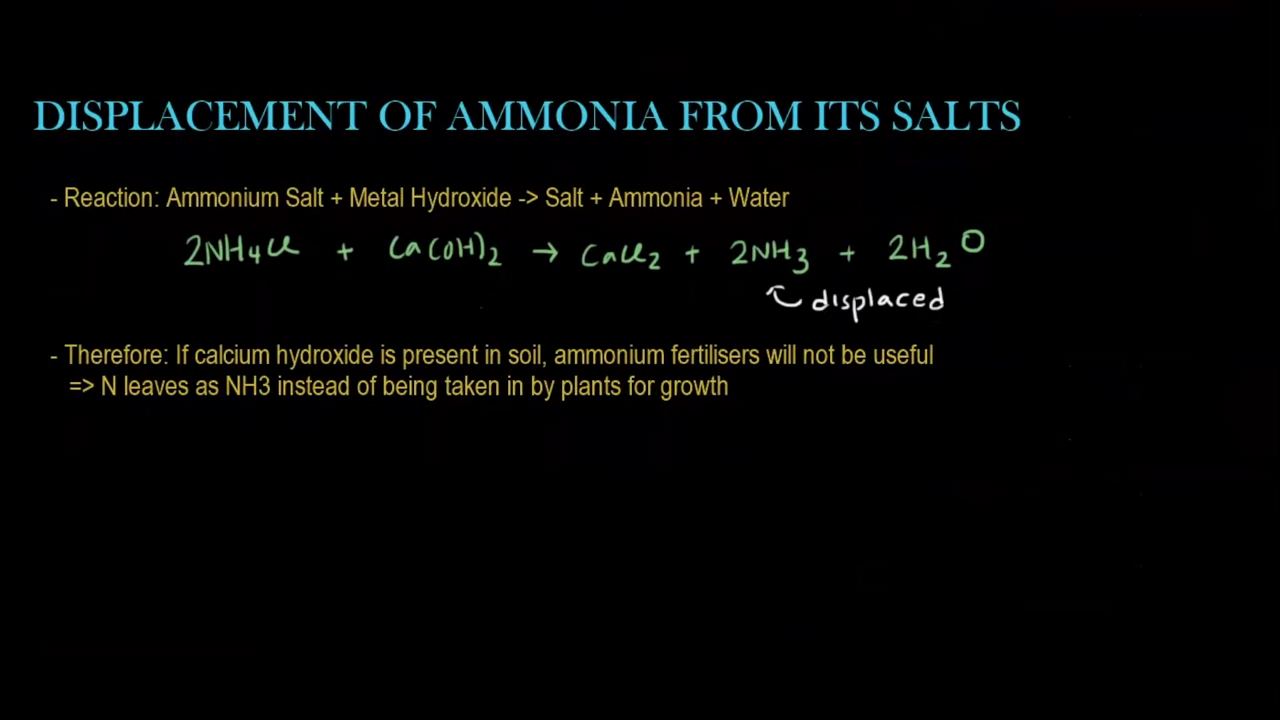 DISPLACEMENT OF AMMONIA FROM ITS SALTS
- Reaction: Ammonium Salt + Metal Hydroxide -> Salt + Ammonia + Water
2NH4Cl + Ca(OH)2 → CaCl2 + 2NH3 + 2H2O
displaced
- Therefore: If calcium hydroxide is present in soil, ammonium fertilisers will not be useful
=> N leaves as NH3 instead of being taken in by plants for growth